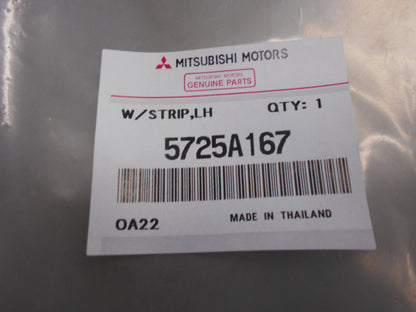 MITSUBISHI MOTORS
MITSUBISHI MOTORS
GENUINE PARTS
W/STRIP,LH QTY: 1
5725A167
OA22 MADE IN THAILAND